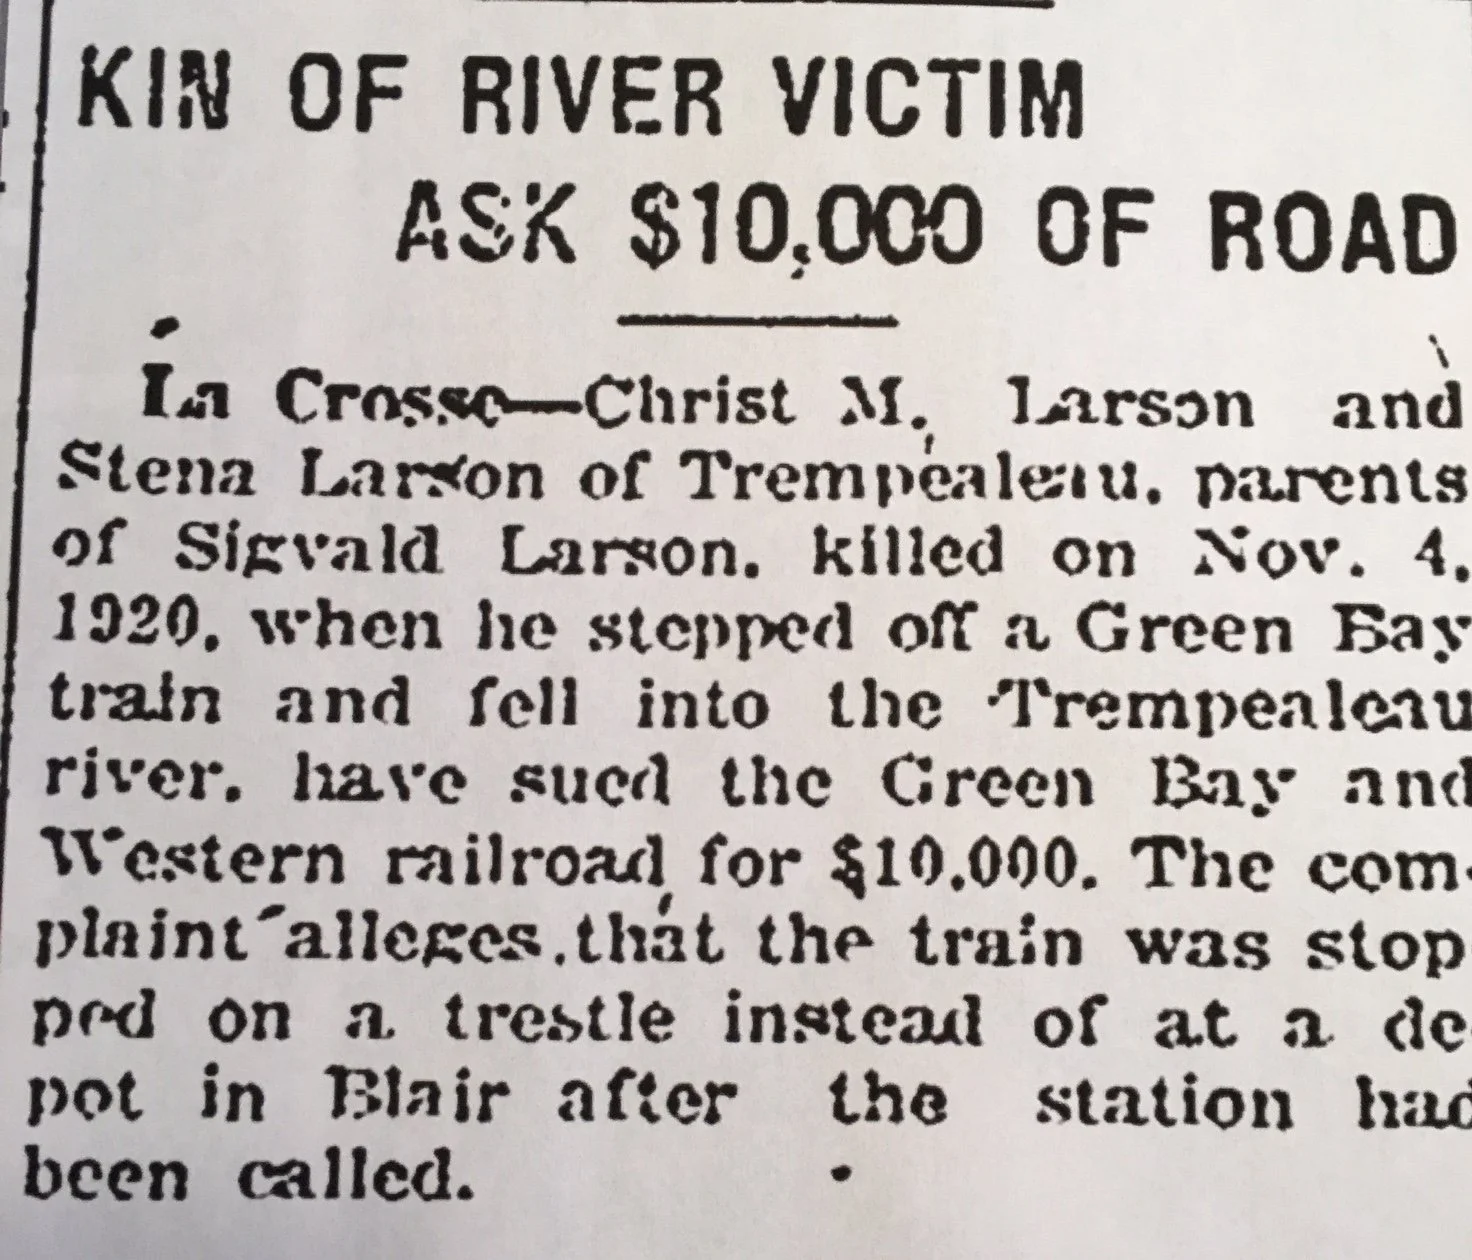 KIN OF RIVER VICTIM
ASK $10,000 OF ROAD
La Crosse—Christ M. Larson and
Stena Larson of Trempealeau, parents
of Sigvald Larson, killed on Nov. 4,
1920, when he stepped off a Green Bay
train and fell into the Trempealeau
river, have sued the Green Bay and
Western railroad for $10,000. The com-
plaint alleges that the train was stop
ped on a trestle instead of at a de
pot in Blair after the station had
been called.